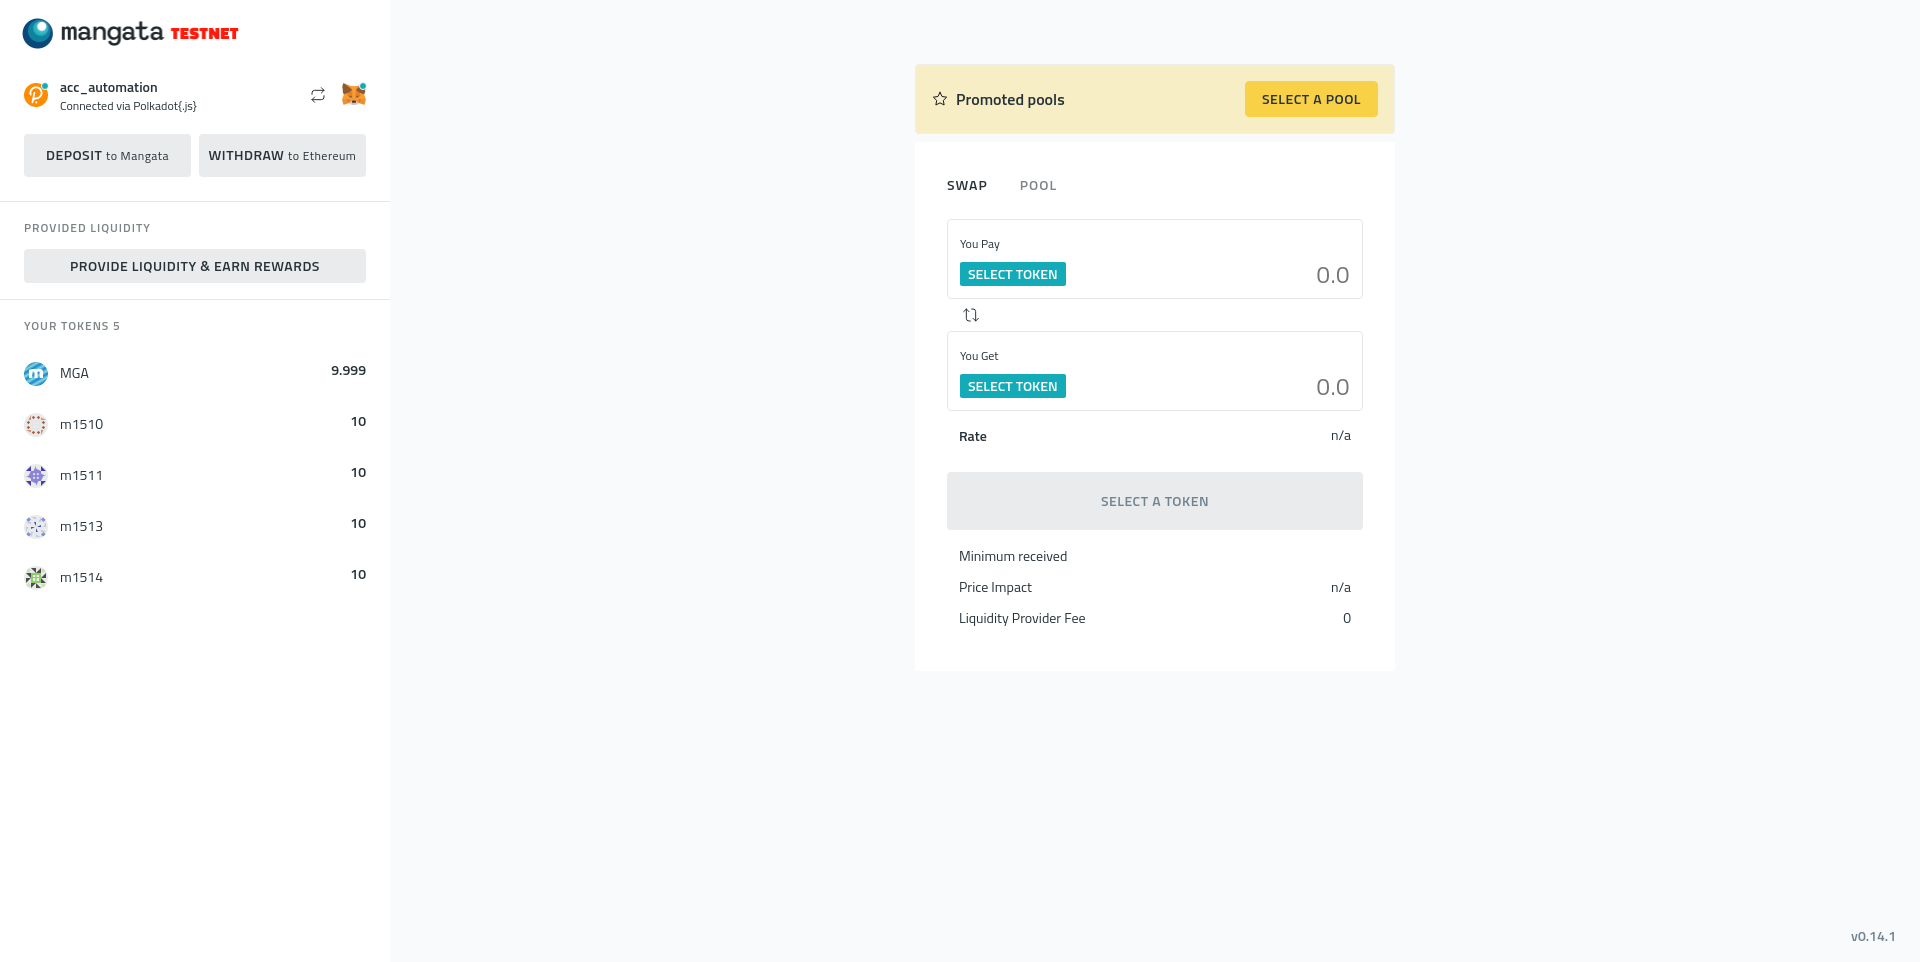 mangata TESTNET
acc_automation
Connected via Polkadot{.js}
DEPOSIT to Mangata
WITHDRAW to Ethereum
PROVIDED LIQUIDITY
PROVIDE LIQUIDITY & EARN REWARDS
YOUR TOKENS 5
MGA 9.999
m1510 10
m1511 10
m1513 10
m1514 10
Promoted pools
SELECT A POOL
SWAP POOL
You Pay
SELECT TOKEN 0.0
You Get
SELECT TOKEN 0.0
Rate n/a
SELECT A TOKEN
Minimum received
Price Impact n/a
Liquidity Provider Fee 0
v0.14.1